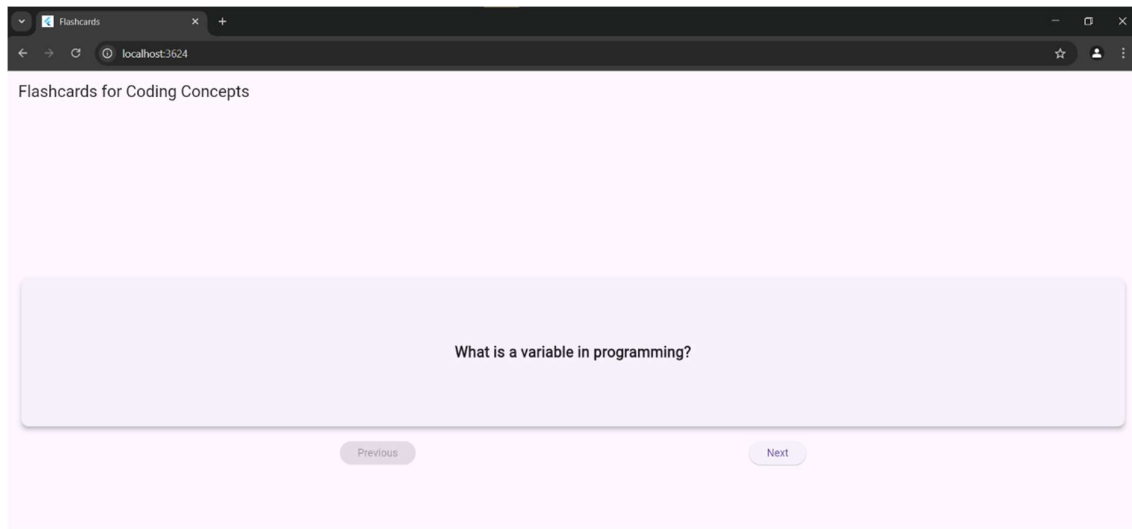 Flashcards
localhost:3624
Flashcards for Coding Concepts
What is a variable in programming?
Previous
Next